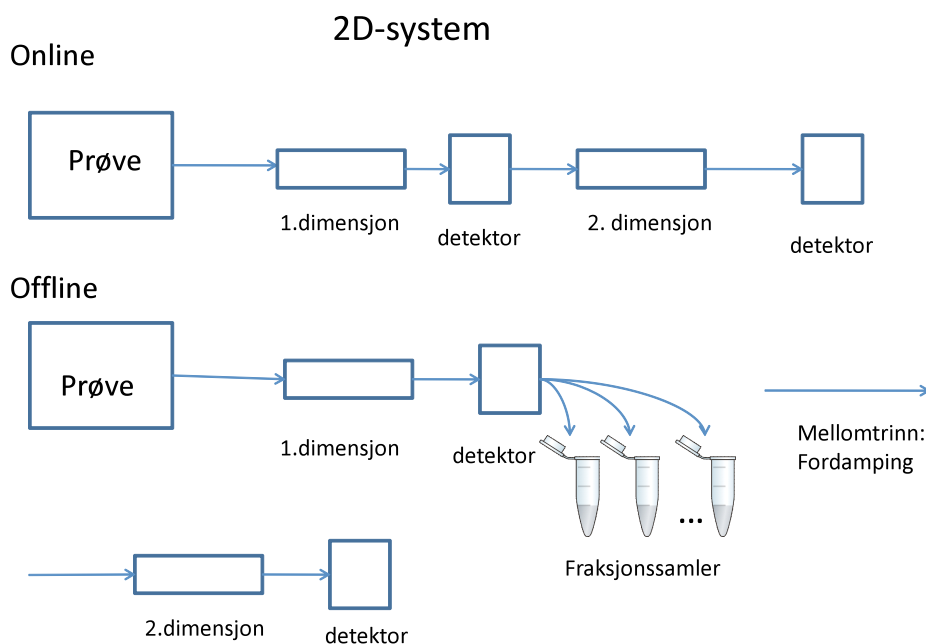 2D-system
Online
Prøve
1.dimensjon
detektor
2. dimensjon
detektor
Offline
Prøve
1.dimensjon
detektor
Mellomtrinn:
Fordamping
...
Fraksjonssamler
2.dimensjon
detektor